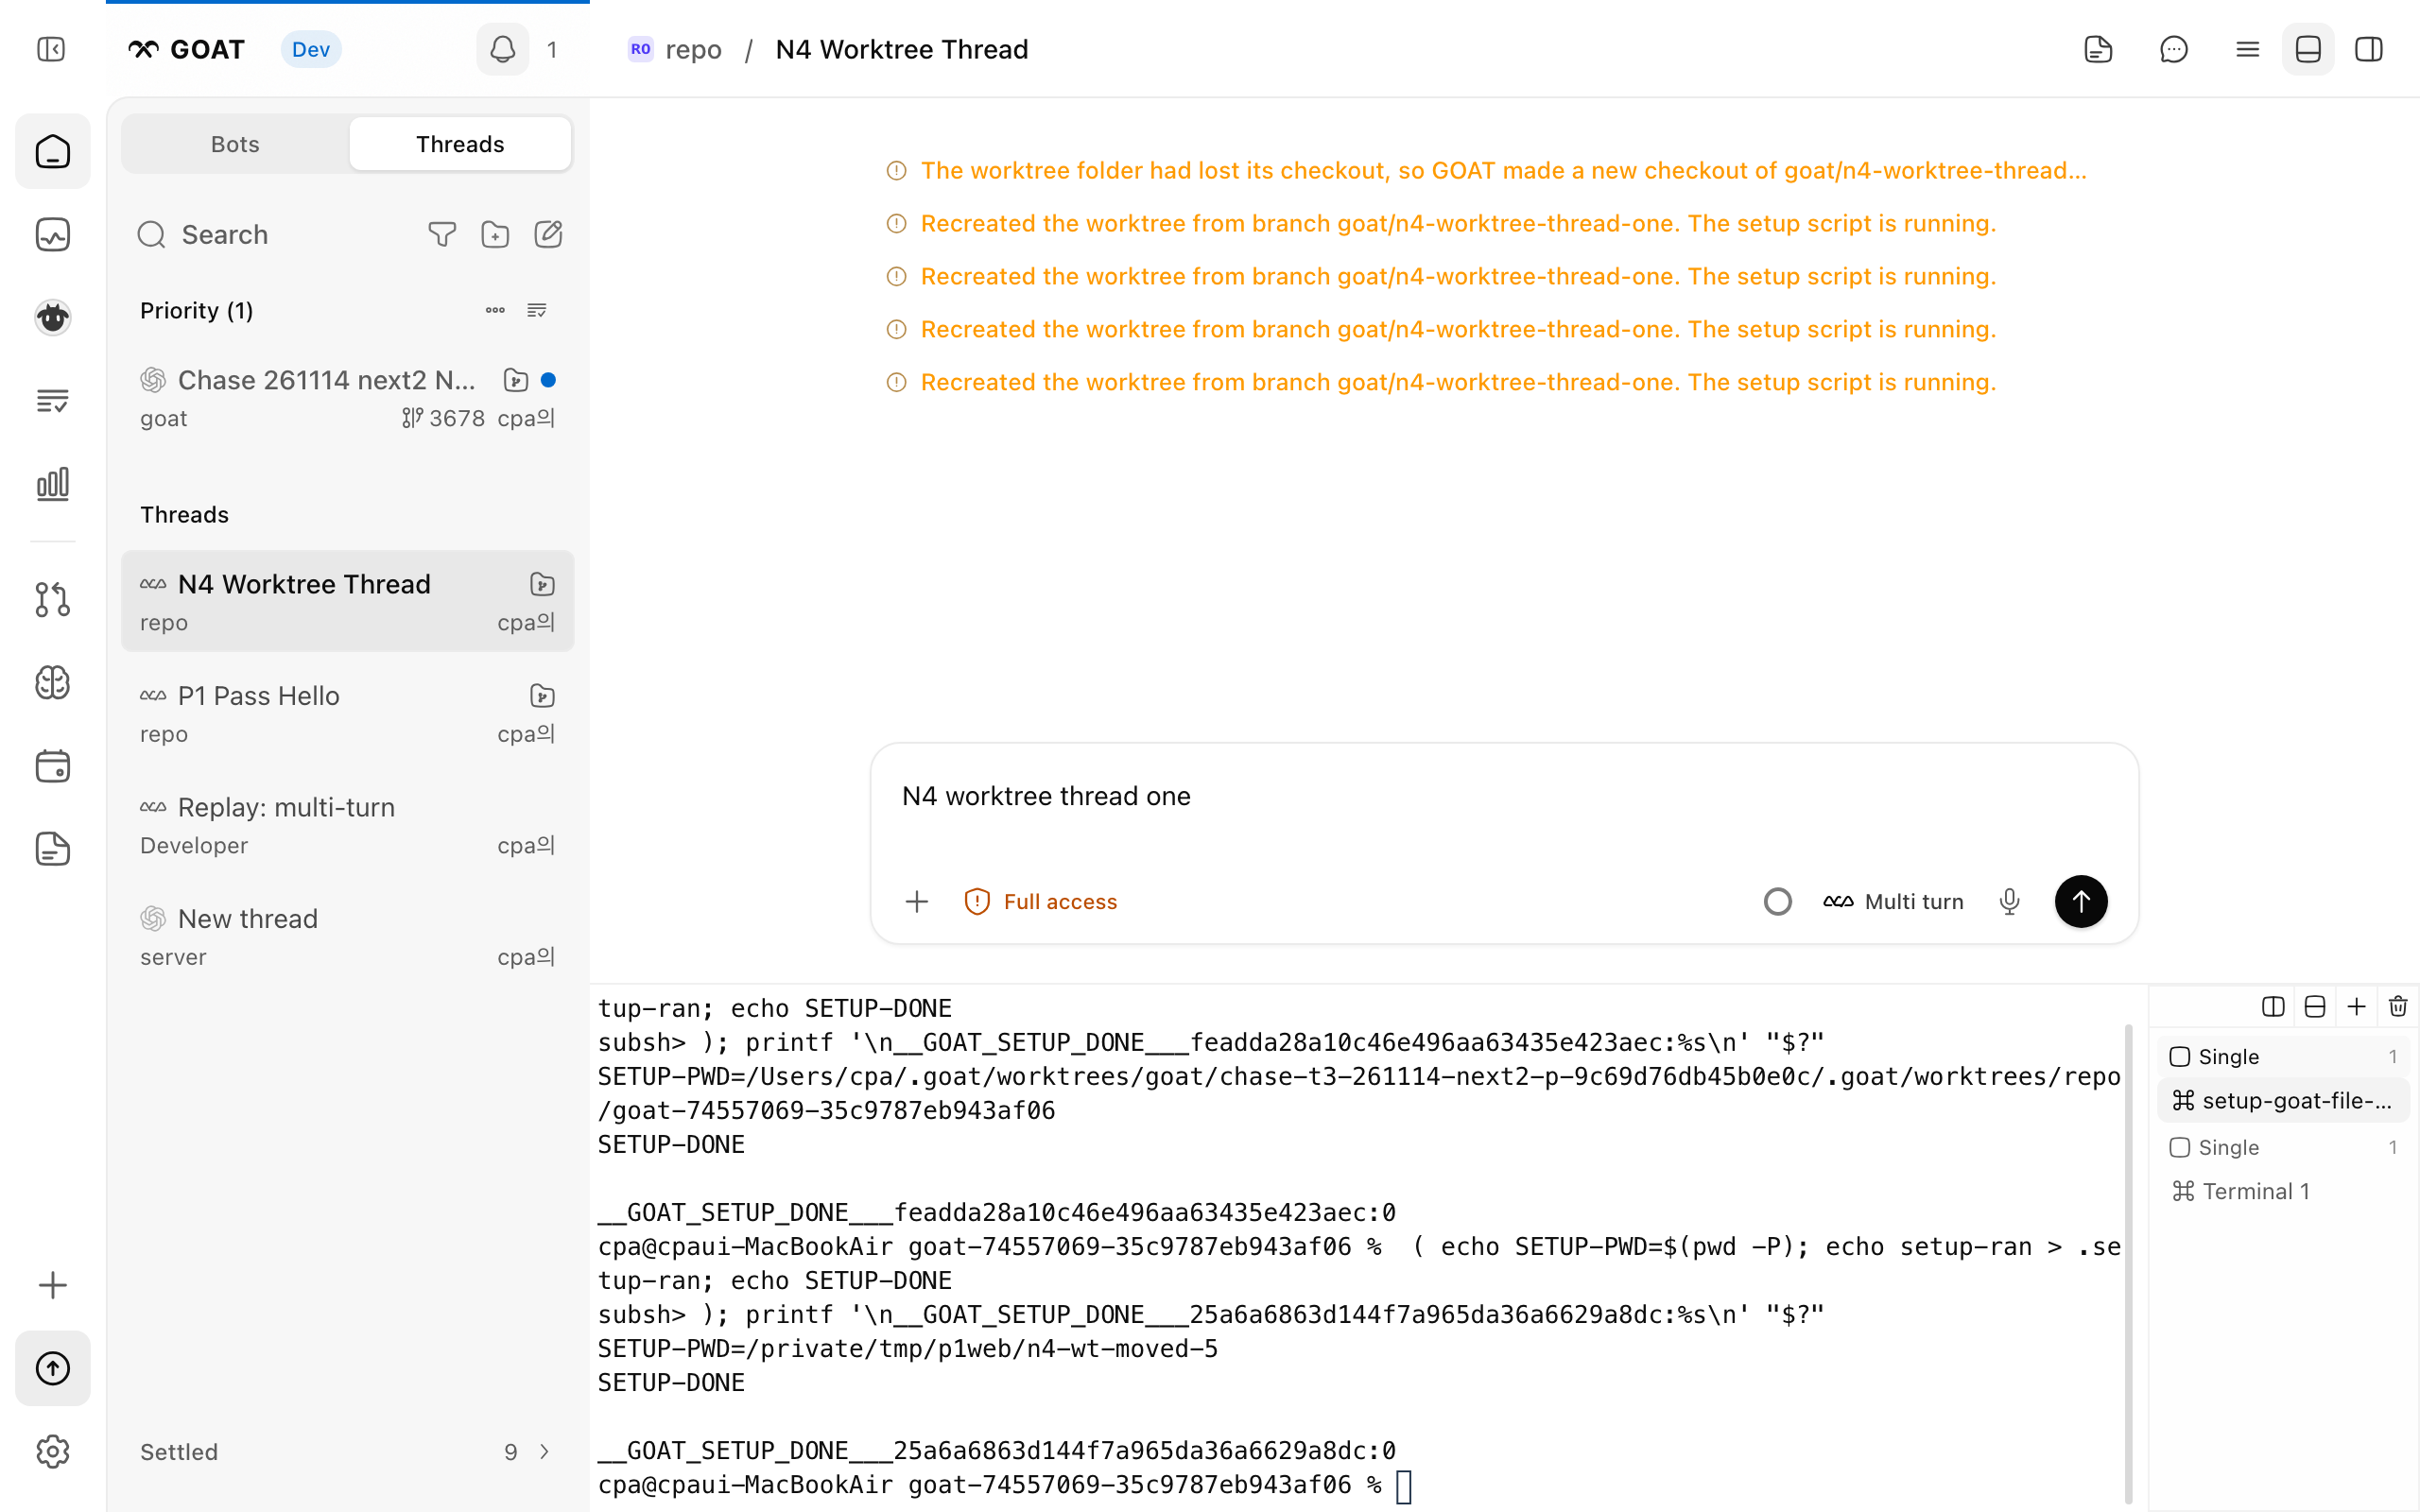 GOAT Dev 1
RO repo / N4 Worktree Thread
Bots Threads
Search
Priority (1)
Chase 261114 next2 N...
goat 3678 cpa의
Threads
N4 Worktree Thread
repo cpa의
P1 Pass Hello
repo cpa의
Replay: multi-turn
Developer cpa의
New thread
server cpa의
Settled 9
The worktree folder had lost its checkout, so GOAT made a new checkout of goat/n4-worktree-thread...
Recreated the worktree from branch goat/n4-worktree-thread-one. The setup script is running.
Recreated the worktree from branch goat/n4-worktree-thread-one. The setup script is running.
Recreated the worktree from branch goat/n4-worktree-thread-one. The setup script is running.
Recreated the worktree from branch goat/n4-worktree-thread-one. The setup script is running.
N4 worktree thread one
Full access Multi turn
tup-ran; echo SETUP-DONE
subsh> ); printf '\n__GOAT_SETUP_DONE___feadda28a10c46e496aa63435e423aec:%s\n' "$?"
SETUP-PWD=/Users/cpa/.goat/worktrees/goat/chase-t3-261114-next2-p-9c69d76db45b0e0c/.goat/worktrees/repo
/goat-74557069-35c9787eb943af06
SETUP-DONE
__GOAT_SETUP_DONE___feadda28a10c46e496aa63435e423aec:0
cpa@cpaui-MacBookAir goat-74557069-35c9787eb943af06 %  ( echo SETUP-PWD=$(pwd -P); echo setup-ran > .se
tup-ran; echo SETUP-DONE
subsh> ); printf '\n__GOAT_SETUP_DONE___25a6a6863d144f7a965da36a6629a8dc:%s\n' "$?"
SETUP-PWD=/private/tmp/p1web/n4-wt-moved-5
SETUP-DONE
__GOAT_SETUP_DONE___25a6a6863d144f7a965da36a6629a8dc:0
cpa@cpaui-MacBookAir goat-74557069-35c9787eb943af06 %
Single 1
setup-goat-file-...
Single 1
Terminal 1